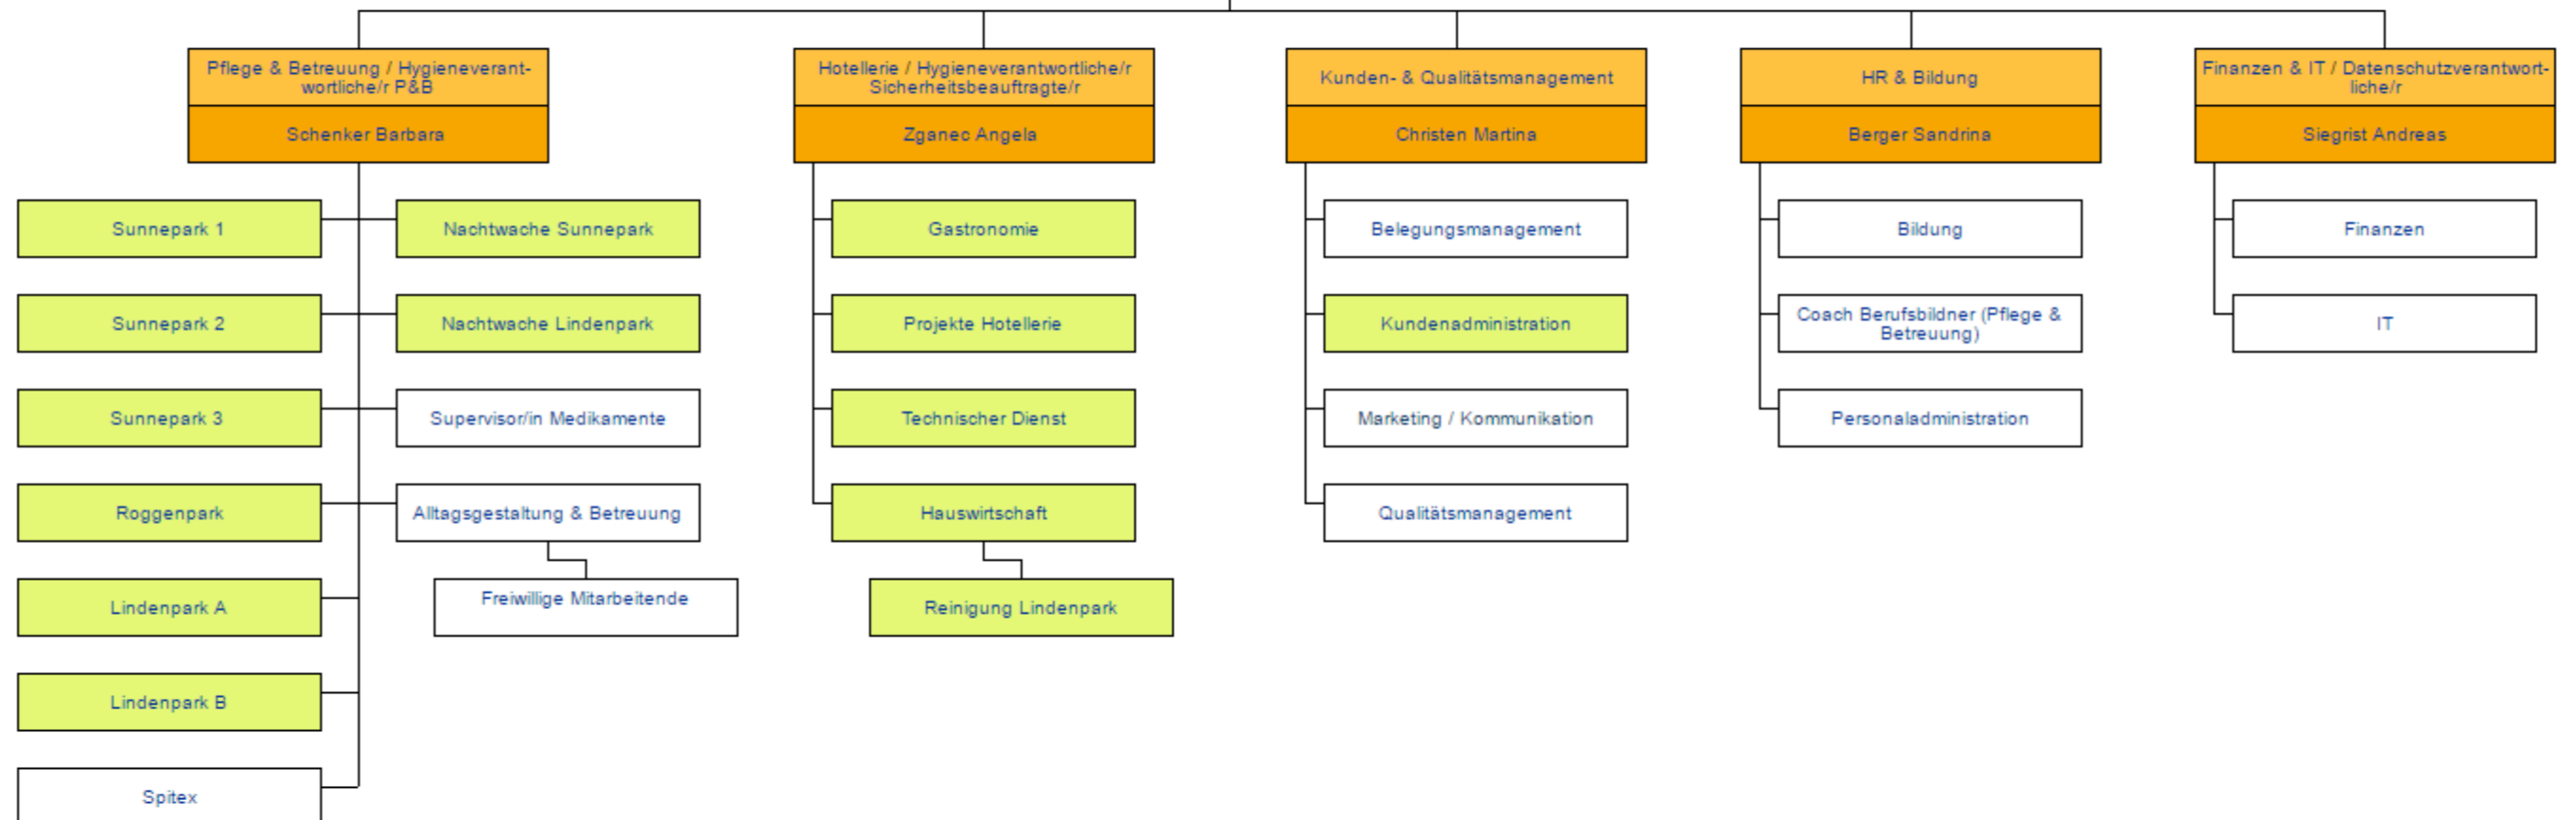 Pflege & Betreuung / Hygieneverant-
wortliche/r P&B
Schenker Barbara
Hotellerie / Hygieneverantwortliche/r
Sicherheitsbeauftragte/r
Zganec Angela
Kunden- & Qualitätsmanagement
Christen Martina
HR & Bildung
Berger Sandrina
Finanzen & IT / Datenschutzverantwort-
liche/r
Siegrist Andreas
Sunnepark 1
Nachtwache Sunnepark
Sunnepark 2
Nachtwache Lindenpark
Sunnepark 3
Supervisor/in Medikamente
Roggenpark
Alltagsgestaltung & Betreuung
Freiwillige Mitarbeitende
Lindenpark A
Lindenpark B
Spitex
Gastronomie
Projekte Hotellerie
Technischer Dienst
Hauswirtschaft
Reinigung Lindenpark
Belegungsmanagement
Kundenadministration
Marketing / Kommunikation
Qualitätsmanagement
Bildung
Coach Berufsbildner (Pflege &
Betreuung)
Personaladministration
Finanzen
IT